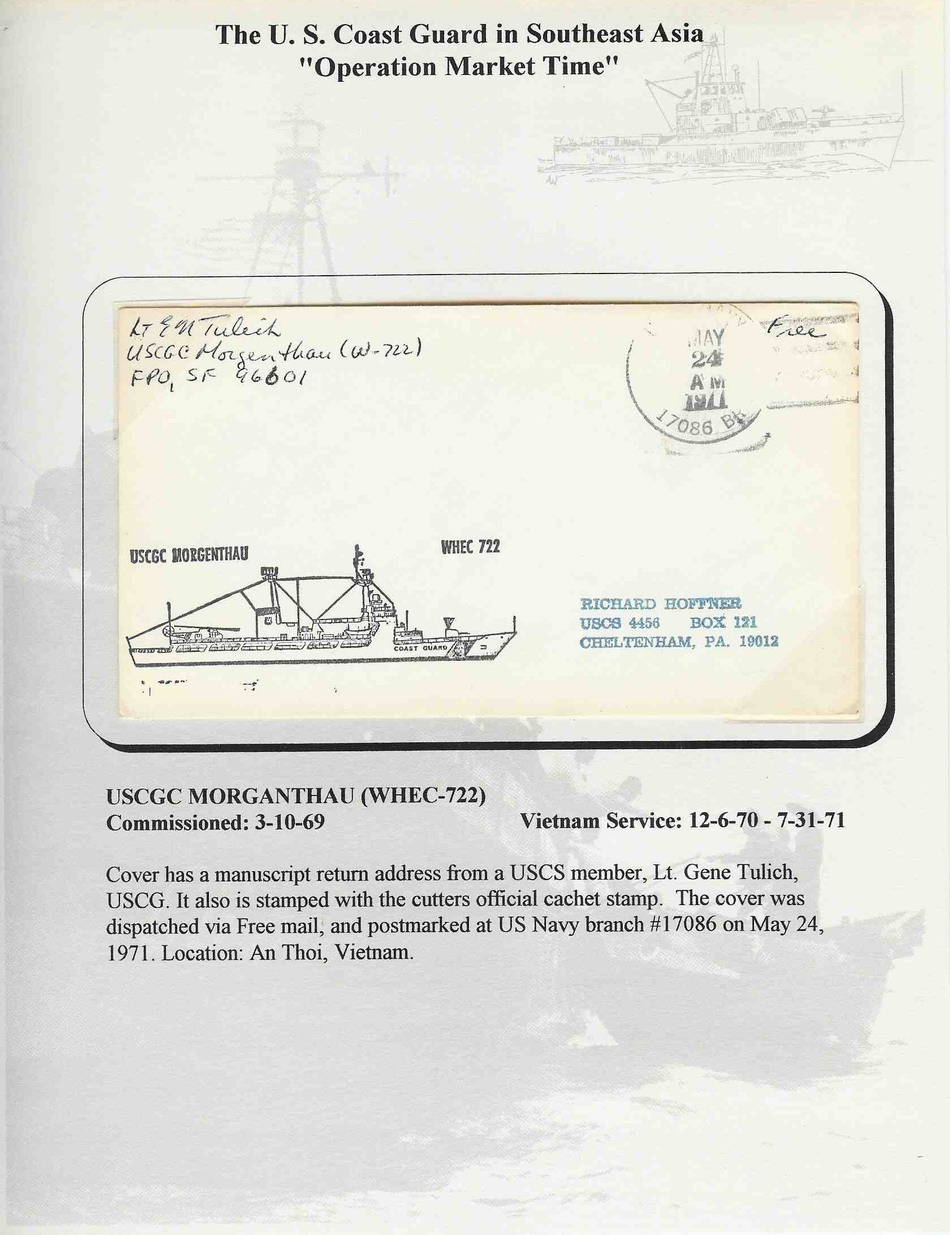 The U. S. Coast Guard in Southeast Asia
"Operation Market Time"
Lt E M Tulich
USCGC Morgenthau (W-722)
FPO, SF 96601
Free
MAY
24
AM
1971
17086 BR
USCGC MORGENTHAU
WHEC 722
COAST GUARD
RICHARD HOFFNER
USCS 4456 BOX 121
CHELTENHAM, PA. 19012
USCGC MORGANTHAU (WHEC-722)
Commissioned: 3-10-69 Vietnam Service: 12-6-70 - 7-31-71
Cover has a manuscript return address from a USCS member, Lt. Gene Tulich,
USCG. It also is stamped with the cutters official cachet stamp. The cover was
dispatched via Free mail, and postmarked at US Navy branch #17086 on May 24,
1971. Location: An Thoi, Vietnam.